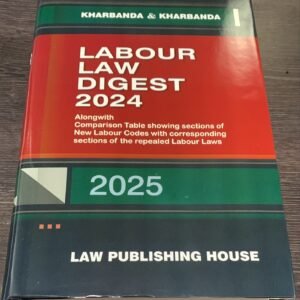 KHARBANDA & KHARBANDA I
LABOUR
LAW
DIGEST
2024
Alongwith
Comparison Table showing sections of
New Labour Codes with corresponding
sections of the repealed Labour Laws
2025
LAW PUBLISHING HOUSE